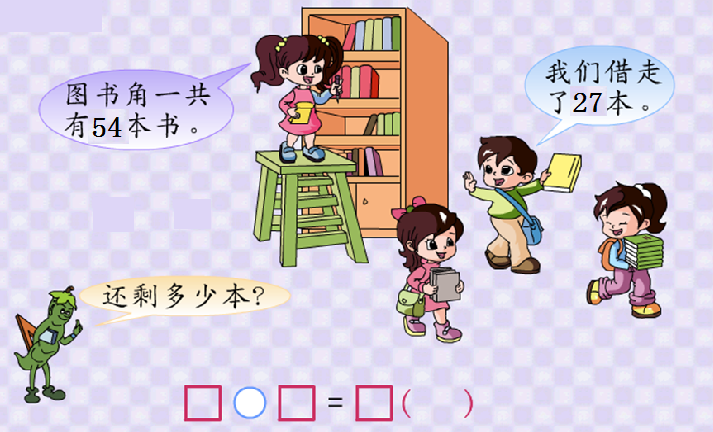 图书角一共
有54本书。
我们借走
了27本。
还剩多少本？
□○□=□( )